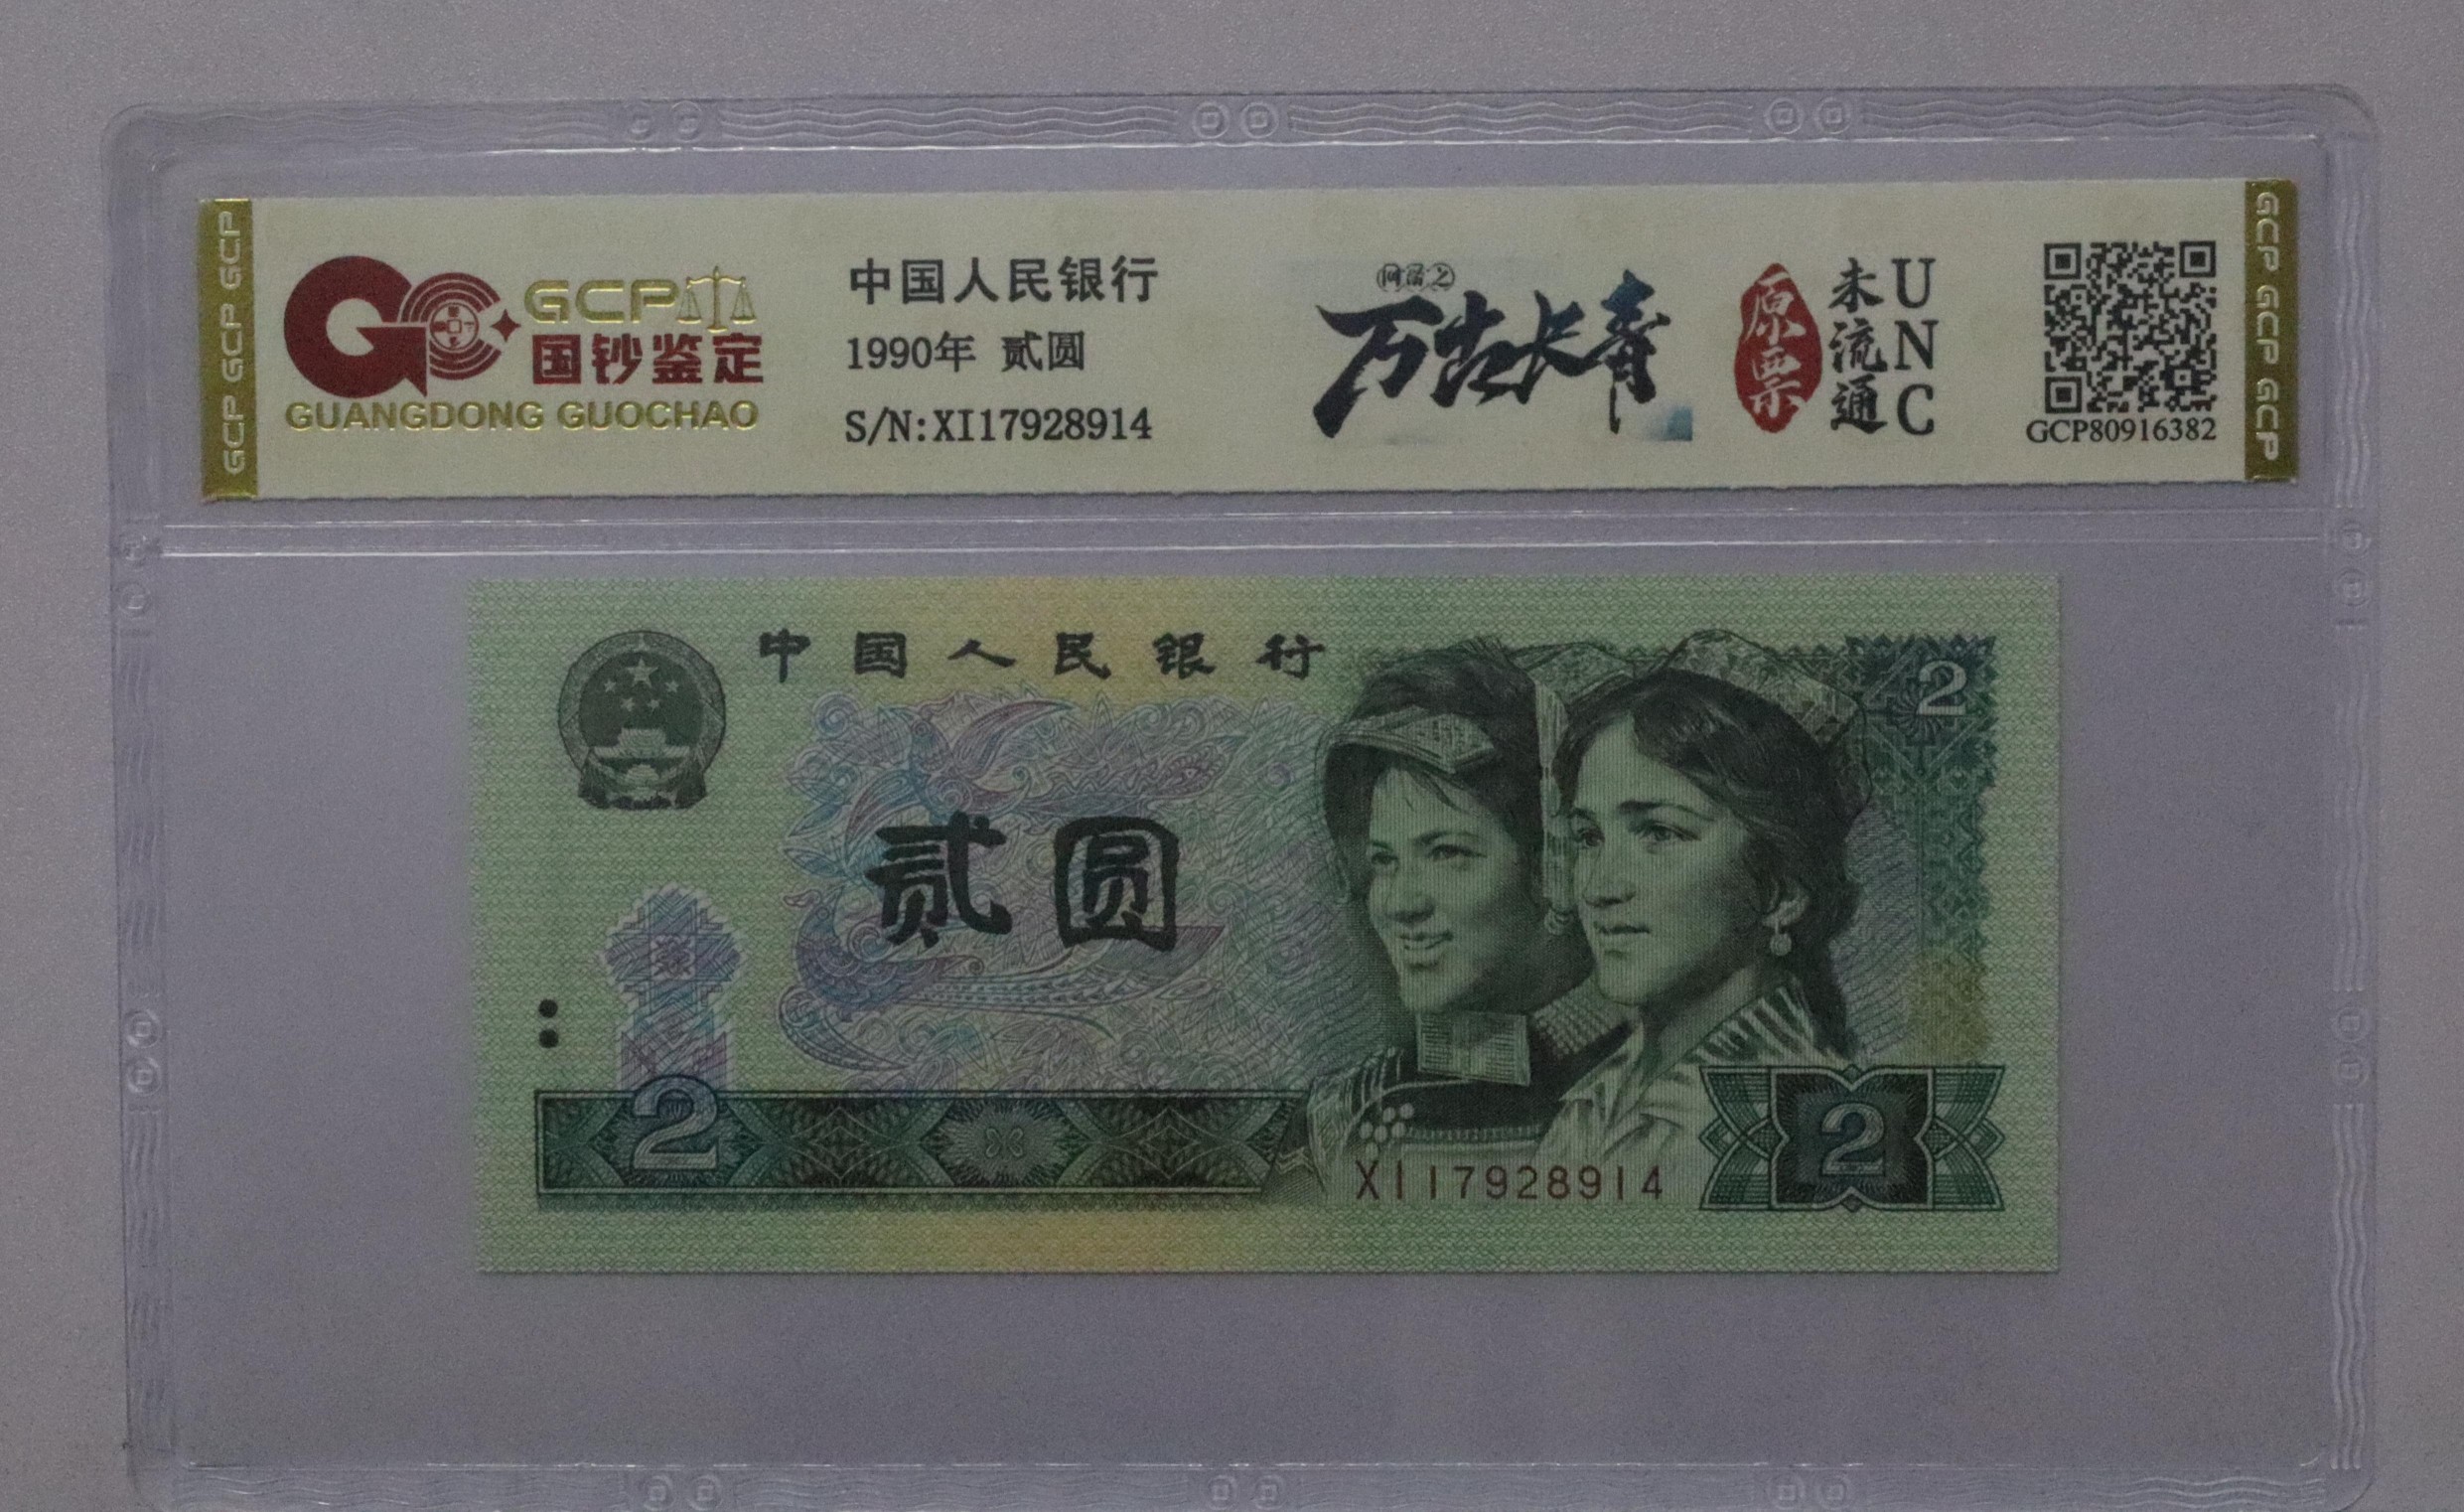 GCP GCP GCP
GCP
国钞鉴定
GUANGDONG GUOCHAO
中国人民银行
1990年 贰圆
S/N:XI17928914
万古长青
原票
未流通
UNC
GCP80916382
GCP GCP GCP
中国人民银行
2
贰圆
2
XI17928914
2